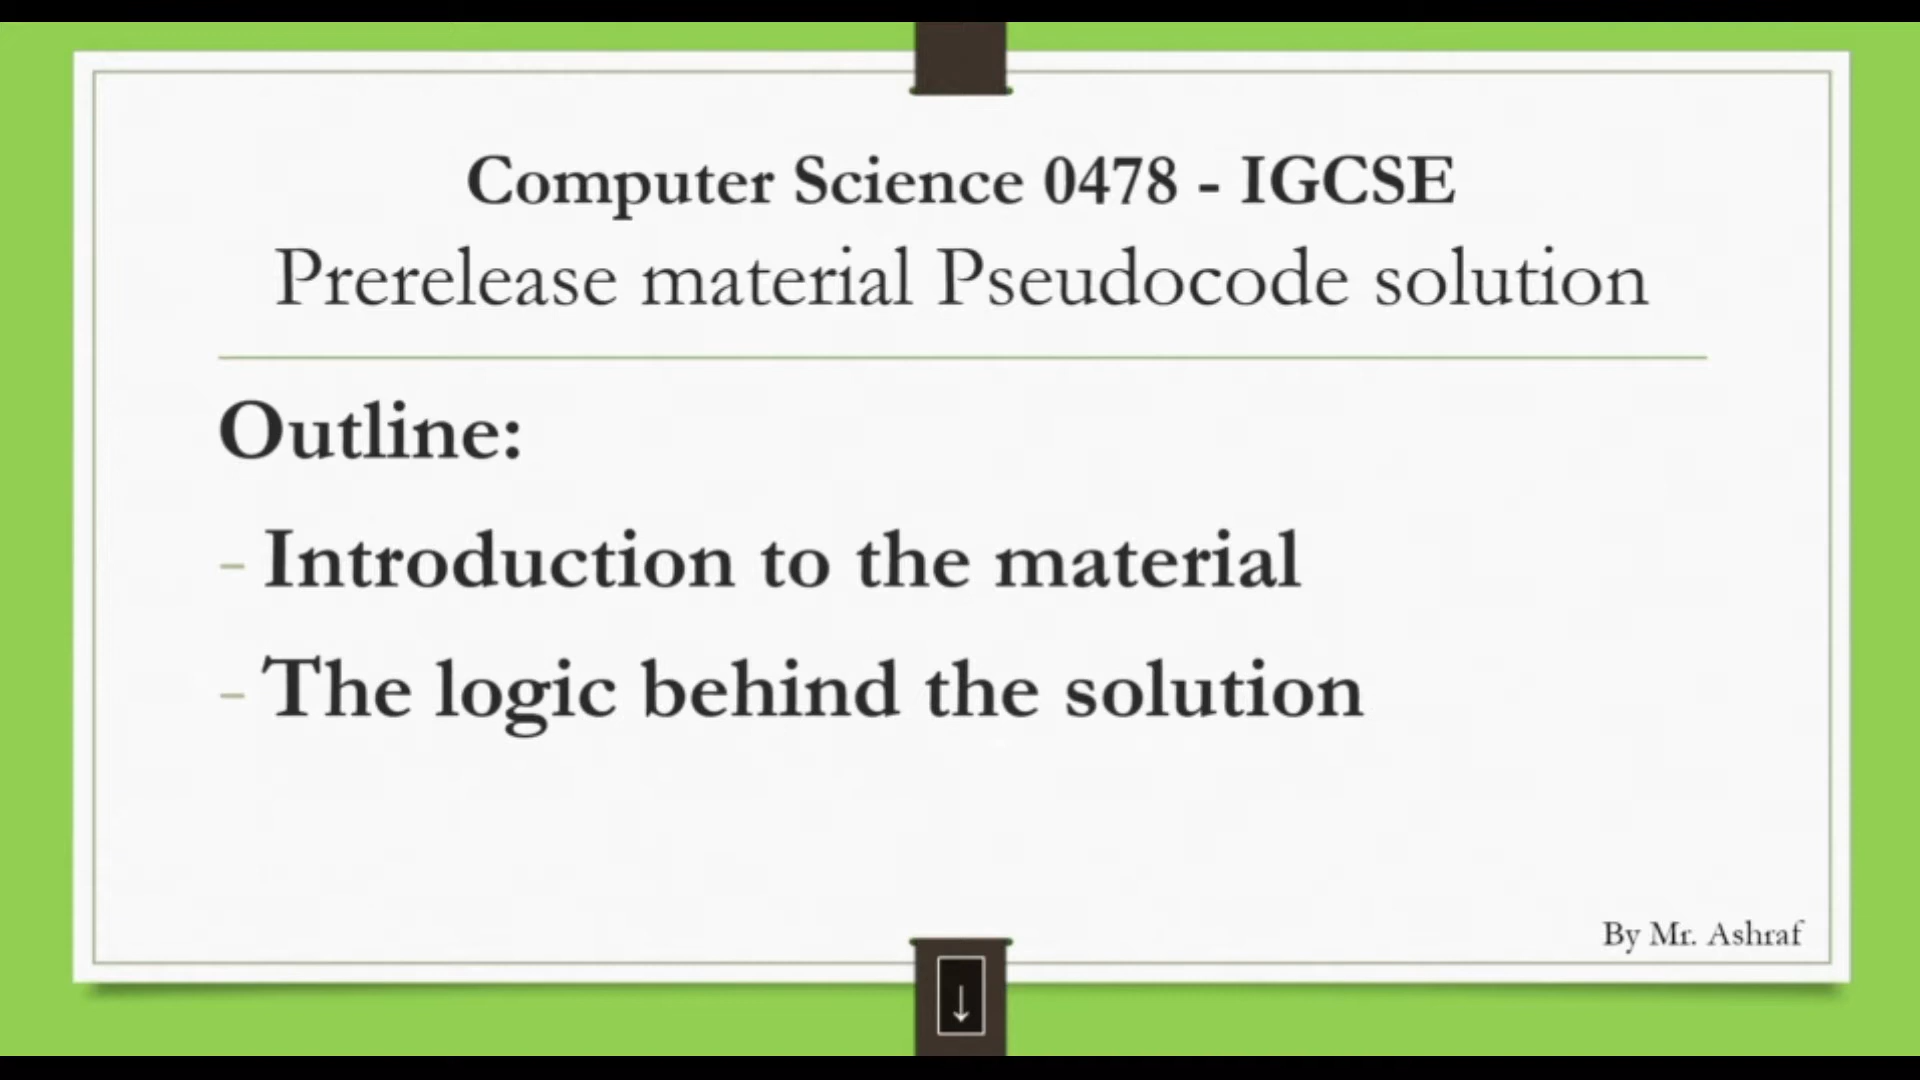 Computer Science 0478 - IGCSE
Prerelease material Pseudocode solution
Outline:
- Introduction to the material
- The logic behind the solution
By Mr. Ashraf